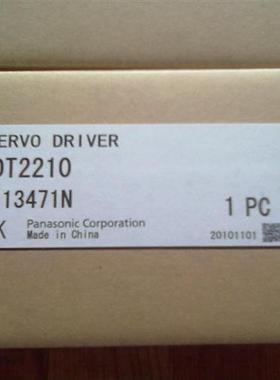 ERVO DRIVER
DT2210
13471N
1 PC
K Panasonic Corporation
Made in China
20101101